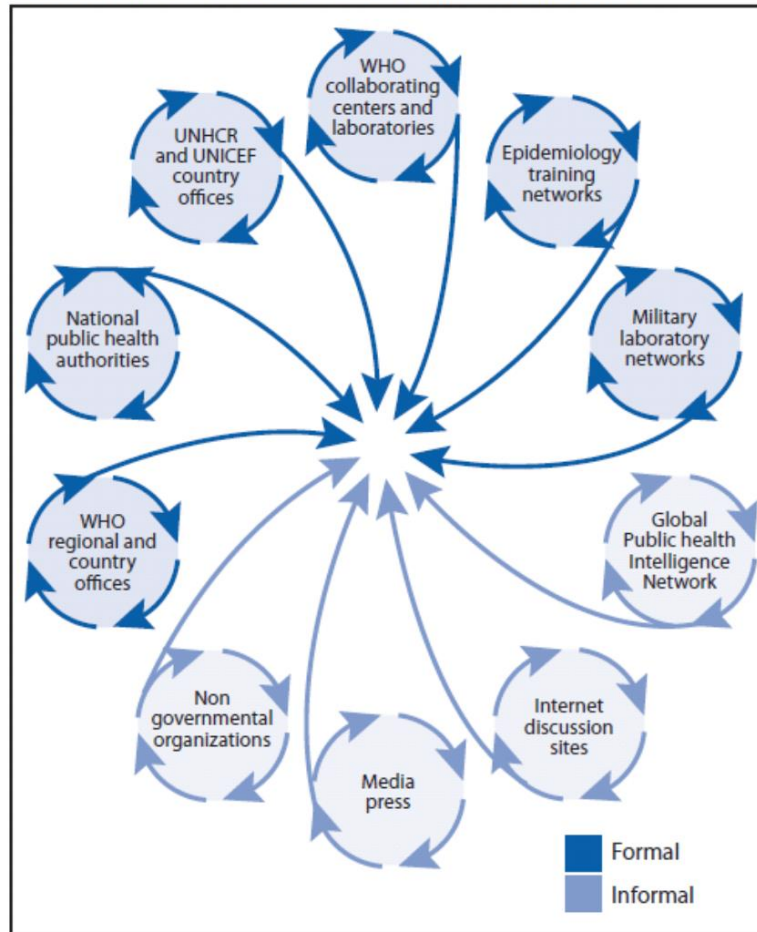 WHO
collaborating
centers and
laboratories
UNHCR
and UNICEF
country
offices
Epidemiology
training
networks
National
public health
authorities
Military
laboratory
networks
WHO
regional and
country
offices
Global
Public health
Intelligence
Network
Non
governmental
organizations
Internet
discussion
sites
Media
press
Formal
Informal